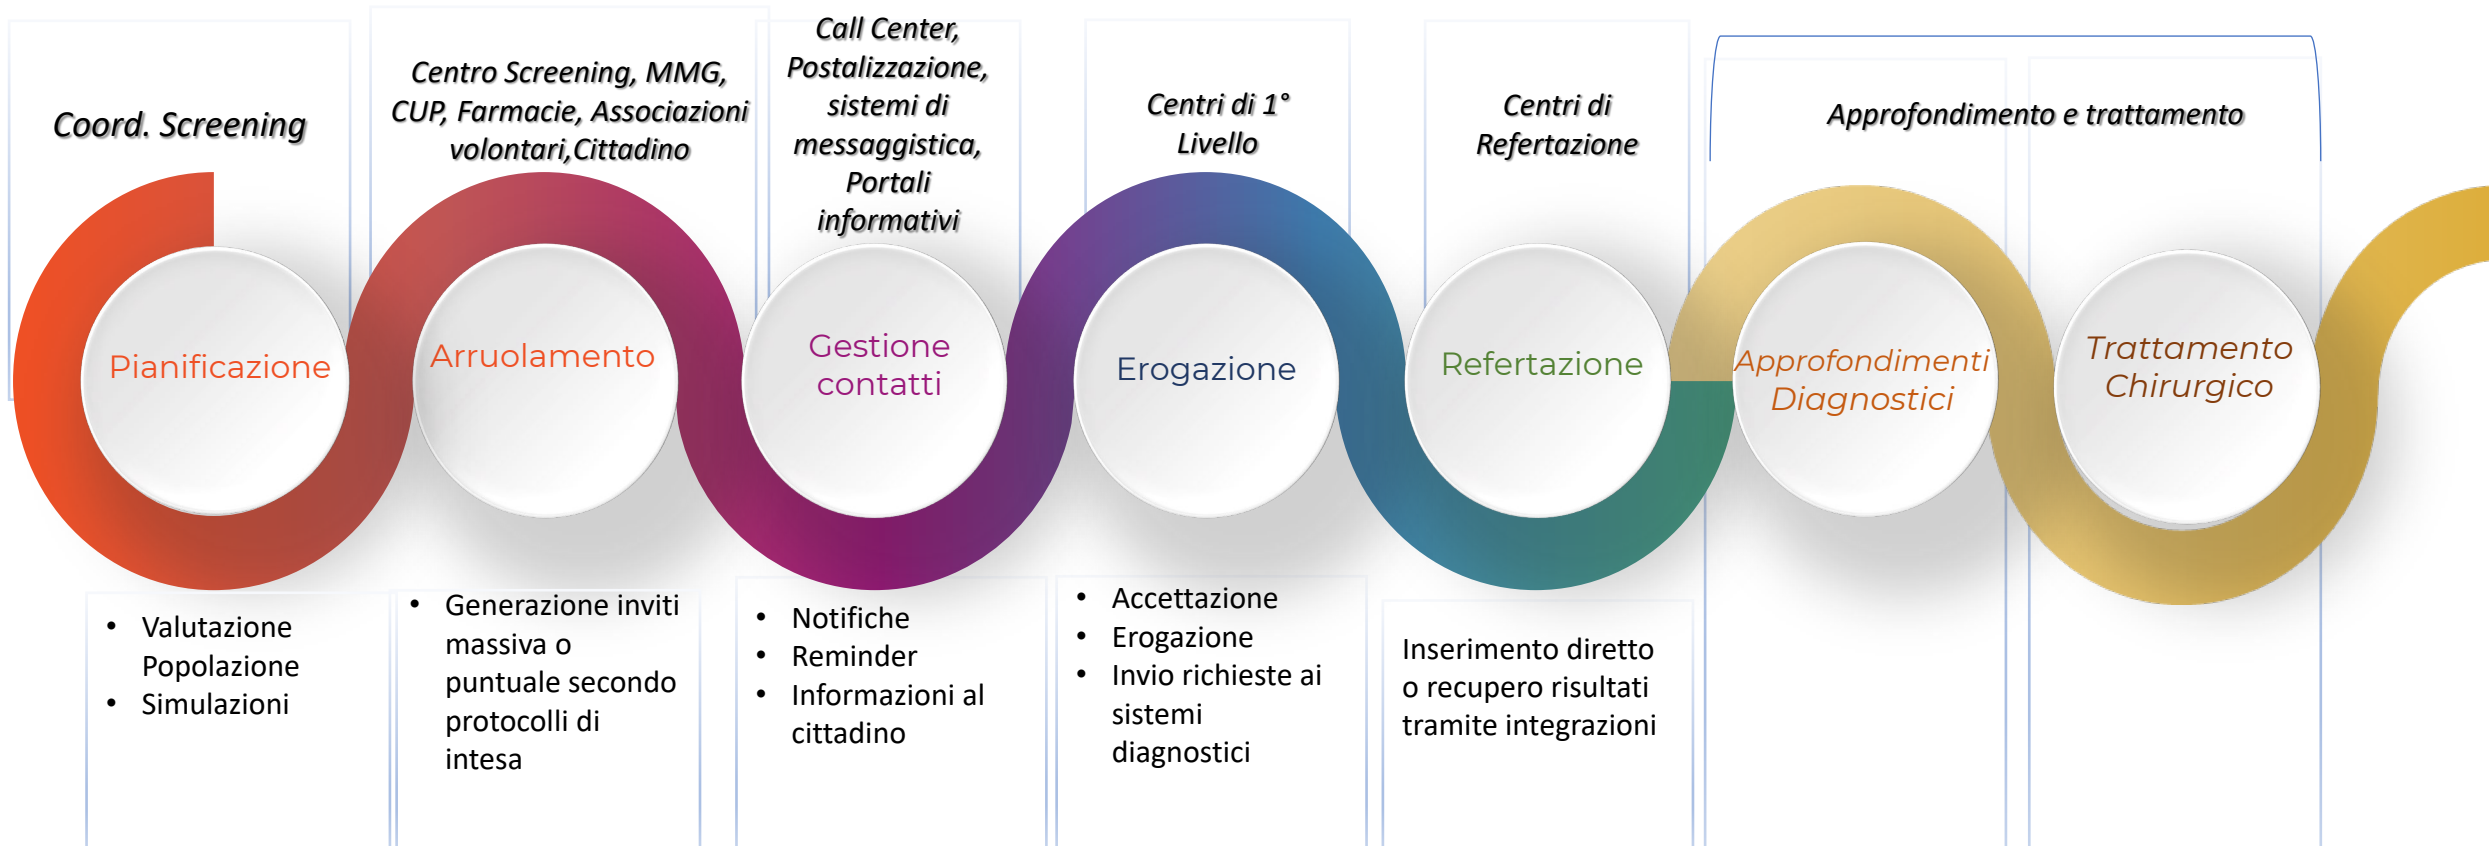 Coord. Screening
Centro Screening, MMG,
CUP, Farmacie, Associazioni
volontari,Cittadino
Call Center,
Postalizzazione,
sistemi di
messaggistica,
Portali
informativi
Centri di 1°
Livello
Centri di
Refertazione
Approfondimento e trattamento
Pianificazione
Arruolamento
Gestione
contatti
Erogazione
Refertazione
Approfondimenti
Diagnostici
Trattamento
Chirurgico
• Valutazione
Popolazione
• Simulazioni
• Generazione inviti
massiva o
puntuale secondo
protocolli di
intesa
• Notifiche
• Reminder
• Informazioni al
cittadino
• Accettazione
• Erogazione
• Invio richieste ai
sistemi
diagnostici
Inserimento diretto
o recupero risultati
tramite integrazioni